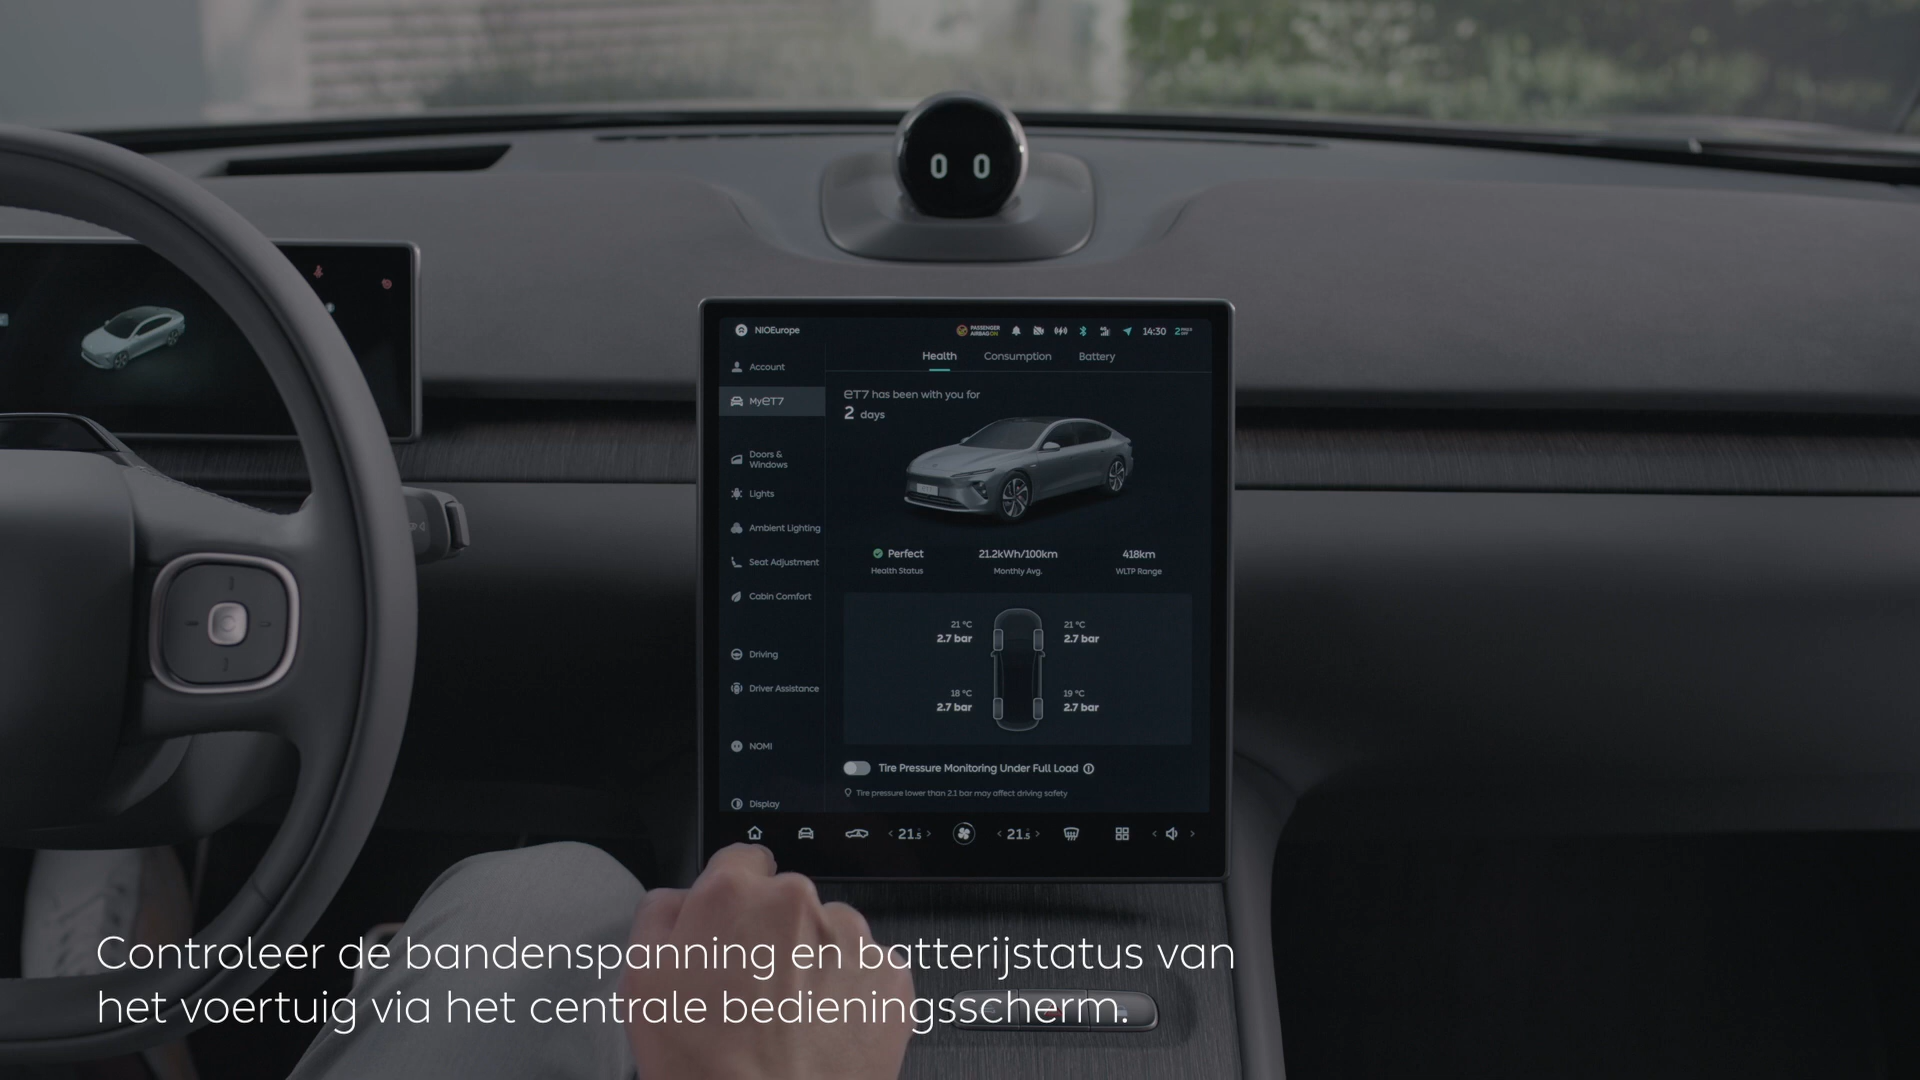 0 0
NIOEurope
PASSENGER
AIRBAG ON
14:30
Account
MyET7
Doors &
Windows
Lights
Ambient Lighting
Seat Adjustment
Cabin Comfort
Driving
Driver Assistance
NOMI
Display
Health Consumption Battery
ET7 has been with you for
2 days
Perfect
Health Status
21.2kWh/100km
Monthly Avg.
418km
WLTP Range
21 °C
2.7 bar
21 °C
2.7 bar
18 °C
2.7 bar
19 °C
2.7 bar
Tire Pressure Monitoring Under Full Load
Tire pressure lower than 2.1 bar may affect driving safety
< 21.5 > < 21.5 > < >
Controleer de bandenspanning en batterijstatus van
het voertuig via het centrale bedieningsscherm.